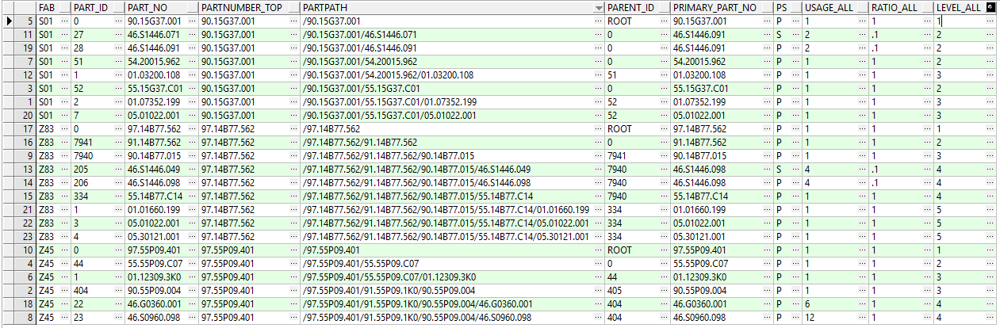 FAB PART_ID PART_NO PARTNUMBER_TOP PARTPATH PARENT_ID PRIMARY_PART_NO PS USAGE_ALL RATIO_ALL LEVEL_ALL
5 S01 0 90.15G37.001 90.15G37.001 /90.15G37.001 ROOT 90.15G37.001 P 1 1 1
11 S01 27 46.S1446.071 90.15G37.001 /90.15G37.001/46.S1446.071 0 46.S1446.091 S 2 .1 2
19 S01 28 46.S1446.091 90.15G37.001 /90.15G37.001/46.S1446.091 0 46.S1446.091 P 2 .1 2
7 S01 51 54.20015.962 90.15G37.001 /90.15G37.001/54.20015.962 0 54.20015.962 P 1 1 2
12 S01 1 01.03200.108 90.15G37.001 /90.15G37.001/54.20015.962/01.03200.108 51 01.03200.108 P 1 1 3
3 S01 52 55.15G37.C01 90.15G37.001 /90.15G37.001/55.15G37.C01 0 55.15G37.C01 P 1 1 2
1 S01 2 01.07352.199 90.15G37.001 /90.15G37.001/55.15G37.C01/01.07352.199 52 01.07352.199 P 1 1 3
20 S01 7 05.01022.001 90.15G37.001 /90.15G37.001/55.15G37.C01/05.01022.001 52 05.01022.001 P 1 1 3
17 Z83 0 97.14B77.562 97.14B77.562 /97.14B77.562 ROOT 97.14B77.562 P 1 1 1
16 Z83 7941 91.14B77.562 97.14B77.562 /97.14B77.562/91.14B77.562 0 91.14B77.562 P 1 1 2
9 Z83 7940 90.14B77.015 97.14B77.562 /97.14B77.562/91.14B77.562/90.14B77.015 7941 90.14B77.015 P 1 1 3
13 Z83 205 46.S1446.049 97.14B77.562 /97.14B77.562/91.14B77.562/90.14B77.015/46.S1446.049 7940 46.S1446.098 S 4 .1 4
14 Z83 206 46.S1446.098 97.14B77.562 /97.14B77.562/91.14B77.562/90.14B77.015/46.S1446.098 7940 46.S1446.098 P 4 .1 4
15 Z83 334 55.14B77.C14 97.14B77.562 /97.14B77.562/91.14B77.562/90.14B77.015/55.14B77.C14 7940 55.14B77.C14 P 1 1 4
21 Z83 1 01.01660.199 97.14B77.562 /97.14B77.562/91.14B77.562/90.14B77.015/55.14B77.C14/01.01660.199 334 01.01660.199 P 1 1 5
22 Z83 3 05.01022.001 97.14B77.562 /97.14B77.562/91.14B77.562/90.14B77.015/55.14B77.C14/05.01022.001 334 05.01022.001 P 1 1 5
23 Z83 4 05.30121.001 97.14B77.562 /97.14B77.562/91.14B77.562/90.14B77.015/55.14B77.C14/05.30121.001 334 05.30121.001 P 1 1 5
10 Z45 0 97.55P09.401 97.55P09.401 /97.55P09.401 ROOT 97.55P09.401 P 1 1 1
4 Z45 44 55.55P09.C07 97.55P09.401 /97.55P09.401/55.55P09.C07 0 55.55P09.C07 P 1 1 2
6 Z45 1 01.12309.3K0 97.55P09.401 /97.55P09.401/55.55P09.C07/01.12309.3K0 44 01.12309.3K0 P 1 1 3
2 Z45 404 90.55P09.004 97.55P09.401 /97.55P09.401/91.55P09.1K0/90.55P09.004 405 90.55P09.004 P 1 1 3
18 Z45 22 46.G0360.001 97.55P09.401 /97.55P09.401/91.55P09.1K0/90.55P09.004/46.G0360.001 404 46.G0360.001 P 6 1 4
8 Z45 23 46.S0960.098 97.55P09.401 /97.55P09.401/91.55P09.1K0/90.55P09.004/46.S0960.098 404 46.S0960.098 P 12 1 4